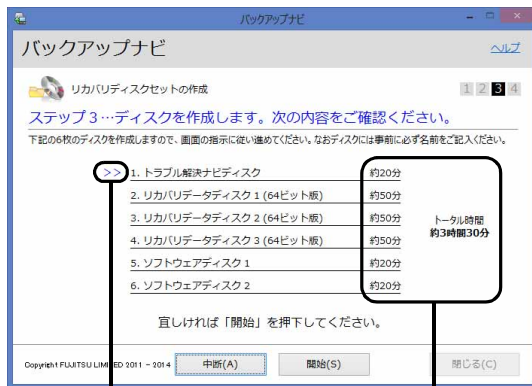 バックアップナビ
バックアップナビ
ヘルプ
リカバリディスクセットの作成
1 2 3 4
ステップ３…ディスクを作成します。次の内容をご確認ください。
下記の6枚のディスクを作成しますので、画面の指示に従い進めてください。なおディスクには事前に必ず名前をご記入ください。
>> 1. トラブル解決ナビディスク 約20分
2. リカバリデータディスク 1 (64ビット版) 約50分
3. リカバリデータディスク 2 (64ビット版) 約50分
4. リカバリデータディスク 3 (64ビット版) 約50分
5. ソフトウェアディスク 1 約20分
6. ソフトウェアディスク 2 約20分
トータル時間
約3時間30分
宜しければ「開始」を押下してください。
Copyright FUJITSU LIMITED 2011 - 2014
中断(A)
開始(S)
閉じる(C)